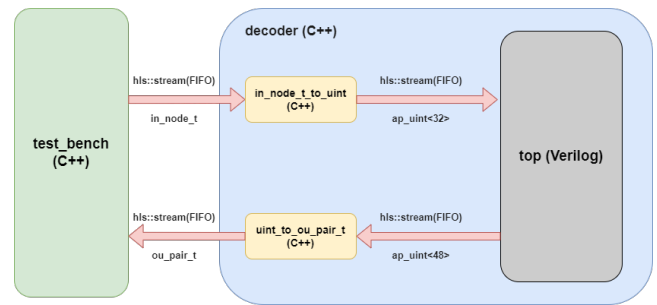 decoder (C++)
hls::stream(FIFO)
in_node_t
in_node_t_to_uint
(C++)
hls::stream(FIFO)
ap_uint<32>
test_bench
(C++)
top (Verilog)
hls::stream(FIFO)
ou_pair_t
uint_to_ou_pair_t
(C++)
hls::stream(FIFO)
ap_uint<48>